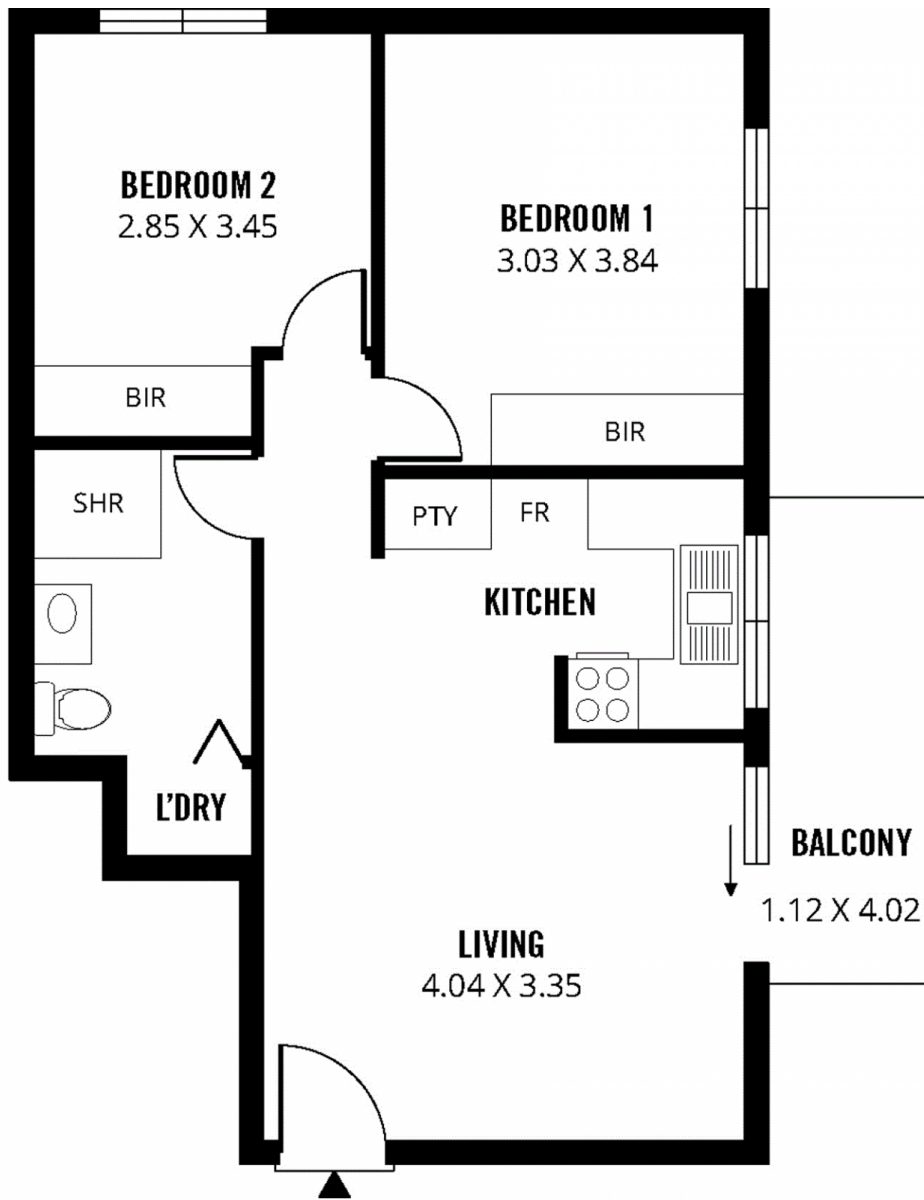 BEDROOM 2
2.85 X 3.45
BEDROOM 1
3.03 X 3.84
BIR
BIR
SHR
PTY
FR
KITCHEN
L'DRY
BALCONY
1.12 X 4.02
LIVING
4.04 X 3.35